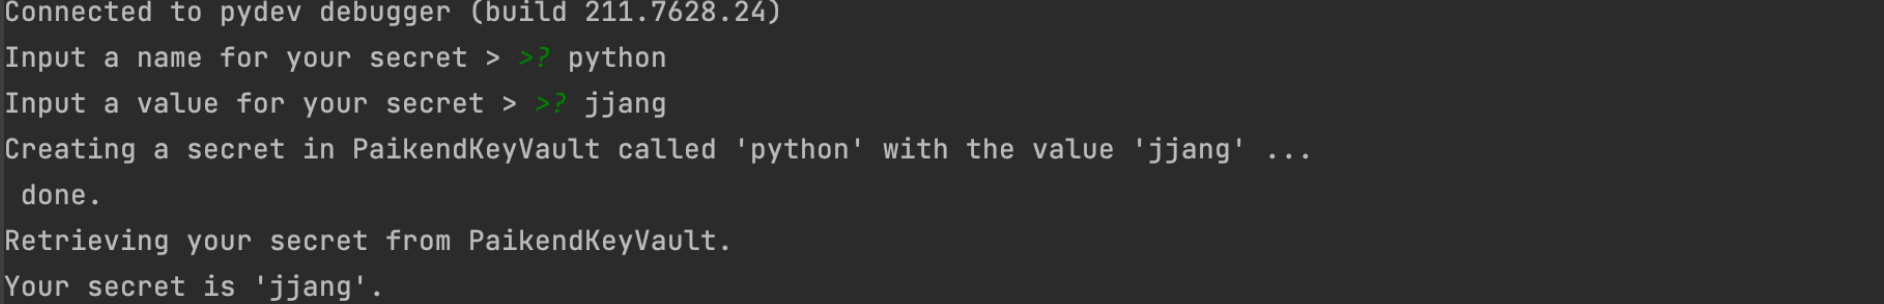 Connected to pydev debugger (build 211.7628.24)
Input a name for your secret > >? python
Input a value for your secret > >? jjang
Creating a secret in PaikendKeyVault called 'python' with the value 'jjang' ...
 done.
Retrieving your secret from PaikendKeyVault.
Your secret is 'jjang'.